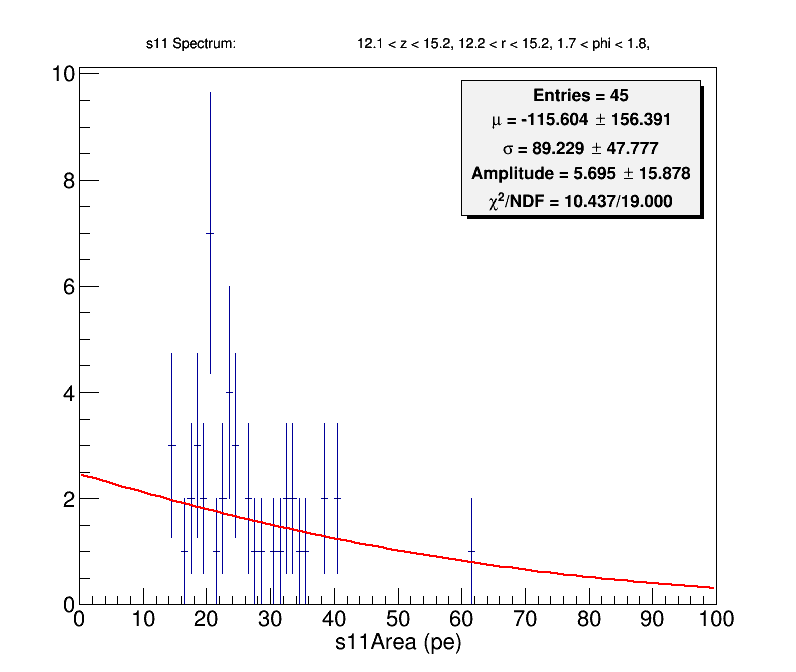 s11 Spectrum: 12.1 < z < 15.2, 12.2 < r < 15.2, 1.7 < phi < 1.8,
Entries = 45
μ = -115.604 ± 156.391
σ = 89.229 ± 47.777
Amplitude = 5.695 ± 15.878
χ²/NDF = 10.437/19.000
10
8
6
4
2
0
0 10 20 30 40 50 60 70 80 90 100
s11Area (pe)